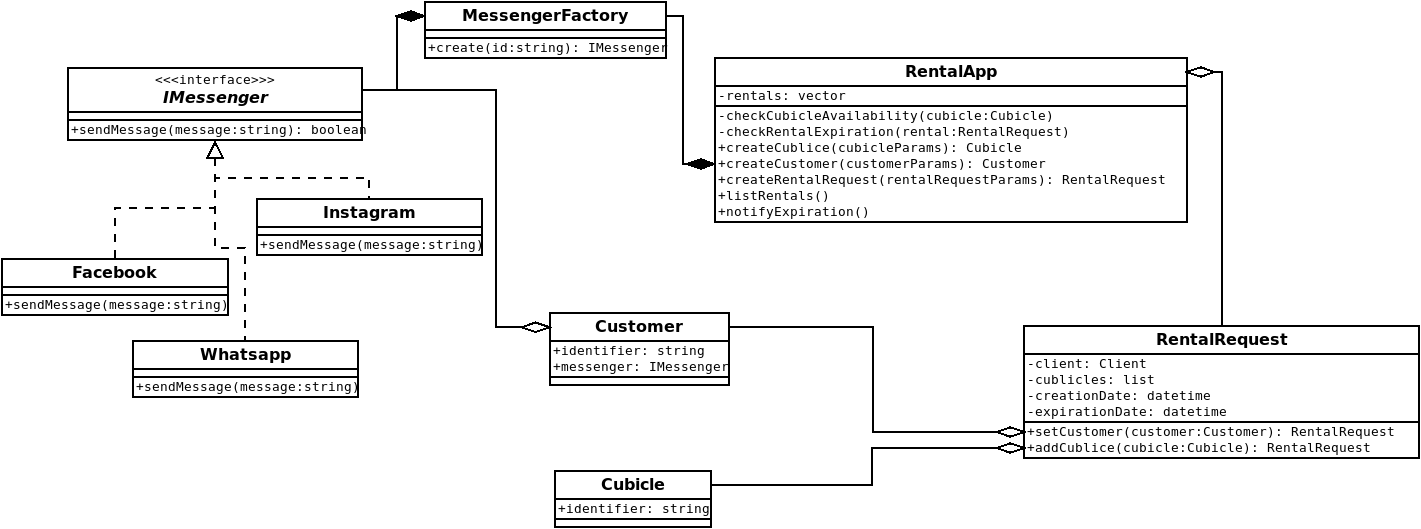 MessengerFactory
+create(id:string): IMessenger
<<<interface>>>
IMessenger
+sendMessage(message:string): boolean
RentalApp
-rentals: vector
-checkCubicleAvailability(cubicle:Cubicle)
-checkRentalExpiration(rental:RentalRequest)
+createCublice(cubicleParams): Cubicle
+createCustomer(customerParams): Customer
+createRentalRequest(rentalRequestParams): RentalRequest
+listRentals()
+notifyExpiration()
Instagram
+sendMessage(message:string)
Facebook
+sendMessage(message:string)
Whatsapp
+sendMessage(message:string)
Customer
+identifier: string
+messenger: IMessenger
RentalRequest
-client: Client
-cublicles: list
-creationDate: datetime
-expirationDate: datetime
+setCustomer(customer:Customer): RentalRequest
+addCublice(cubicle:Cubicle): RentalRequest
Cubicle
+identifier: string